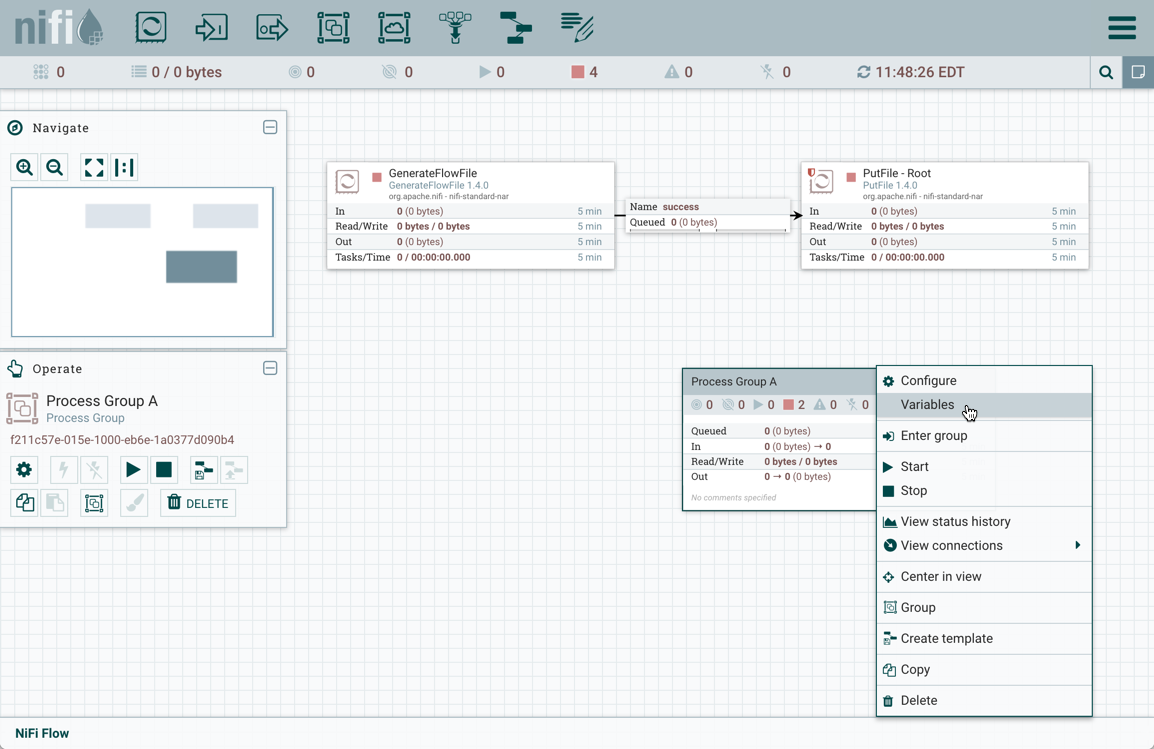 nifi
0
0 / 0 bytes
0
0
0
4
0
0
11:48:26 EDT
Navigate
Operate
Process Group A
Process Group
f211c57e-015e-1000-eb6e-1a0377d090b4
DELETE
GenerateFlowFile
GenerateFlowFile 1.4.0
org.apache.nifi - nifi-standard-nar
In 0 (0 bytes) 5 min
Read/Write 0 bytes / 0 bytes 5 min
Out 0 (0 bytes) 5 min
Tasks/Time 0 / 00:00:00.000 5 min
Name success
Queued 0 (0 bytes)
PutFile - Root
PutFile 1.4.0
org.apache.nifi - nifi-standard-nar
In 0 (0 bytes) 5 min
Read/Write 0 bytes / 0 bytes 5 min
Out 0 (0 bytes) 5 min
Tasks/Time 0 / 00:00:00.000 5 min
Process Group A
0 0 0 2 0 0
Queued 0 (0 bytes)
In 0 (0 bytes) → 0
Read/Write 0 bytes / 0 bytes
Out 0 → 0 (0 bytes)
No comments specified
Configure
Variables
Enter group
Start
Stop
View status history
View connections
Center in view
Group
Create template
Copy
Delete
NiFi Flow